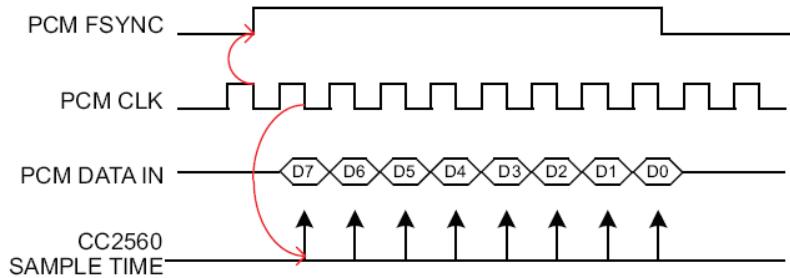 PCM FSYNC
PCM CLK
PCM DATA IN
D7 D6 D5 D4 D3 D2 D1 D0
CC2560
SAMPLE TIME